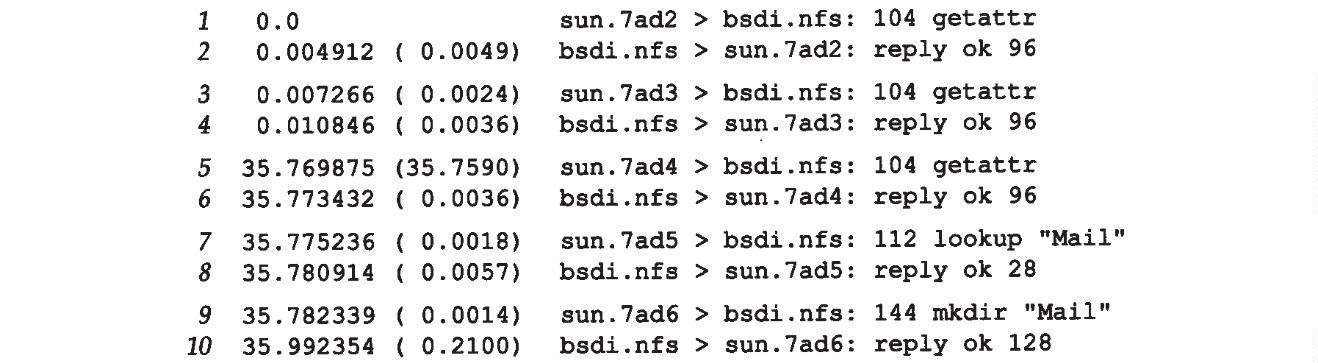 1 0.0 sun.7ad2 > bsdi.nfs: 104 getattr
2 0.004912 ( 0.0049) bsdi.nfs > sun.7ad2: reply ok 96
3 0.007266 ( 0.0024) sun.7ad3 > bsdi.nfs: 104 getattr
4 0.010846 ( 0.0036) bsdi.nfs > sun.7ad3: reply ok 96
5 35.769875 (35.7590) sun.7ad4 > bsdi.nfs: 104 getattr
6 35.773432 ( 0.0036) bsdi.nfs > sun.7ad4: reply ok 96
7 35.775236 ( 0.0018) sun.7ad5 > bsdi.nfs: 112 lookup "Mail"
8 35.780914 ( 0.0057) bsdi.nfs > sun.7ad5: reply ok 28
9 35.782339 ( 0.0014) sun.7ad6 > bsdi.nfs: 144 mkdir "Mail"
10 35.992354 ( 0.2100) bsdi.nfs > sun.7ad6: reply ok 128